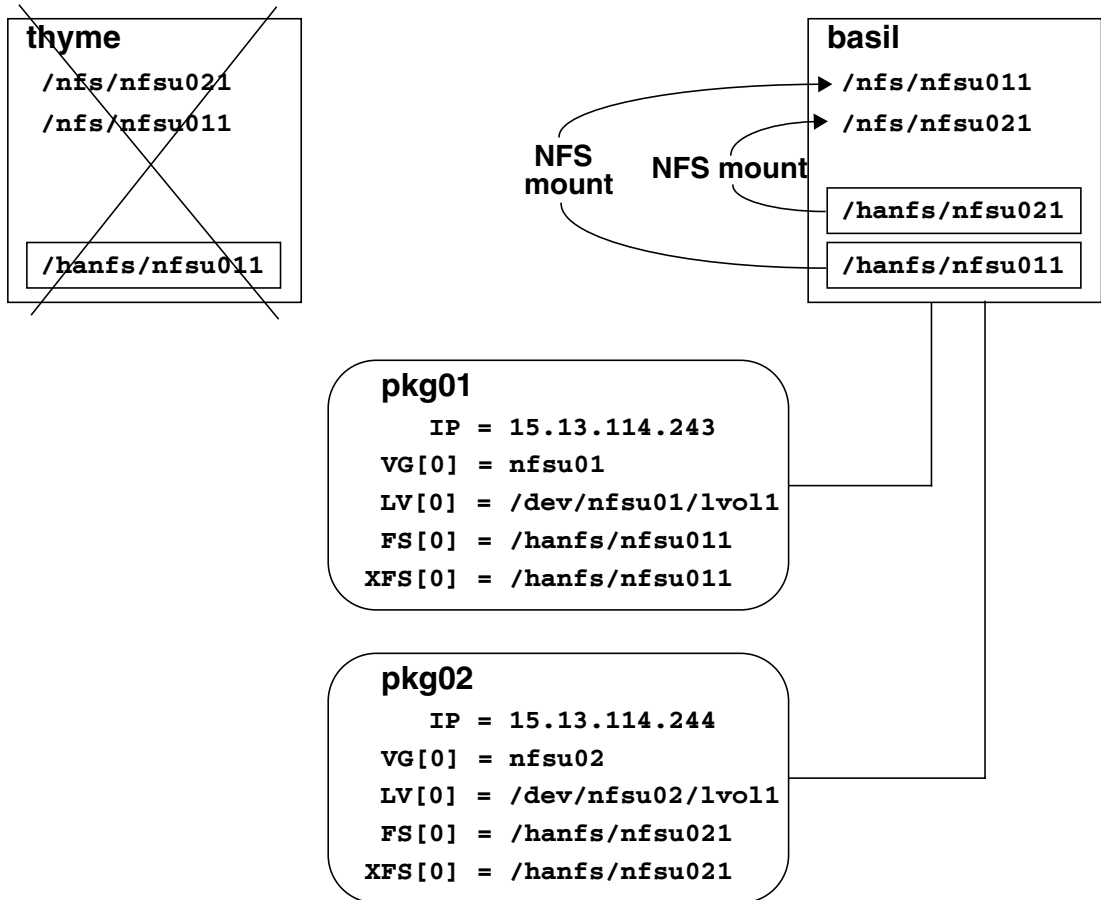 thyme
/nfs/nfsu021
/nfs/nfsu011
/hanfs/nfsu011
basil
/nfs/nfsu011
/nfs/nfsu021
NFS
mount
NFS mount
/hanfs/nfsu021
/hanfs/nfsu011
pkg01
IP = 15.13.114.243
VG[0] = nfsu01
LV[0] = /dev/nfsu01/lvol1
FS[0] = /hanfs/nfsu011
XFS[0] = /hanfs/nfsu011
pkg02
IP = 15.13.114.244
VG[0] = nfsu02
LV[0] = /dev/nfsu02/lvol1
FS[0] = /hanfs/nfsu021
XFS[0] = /hanfs/nfsu021